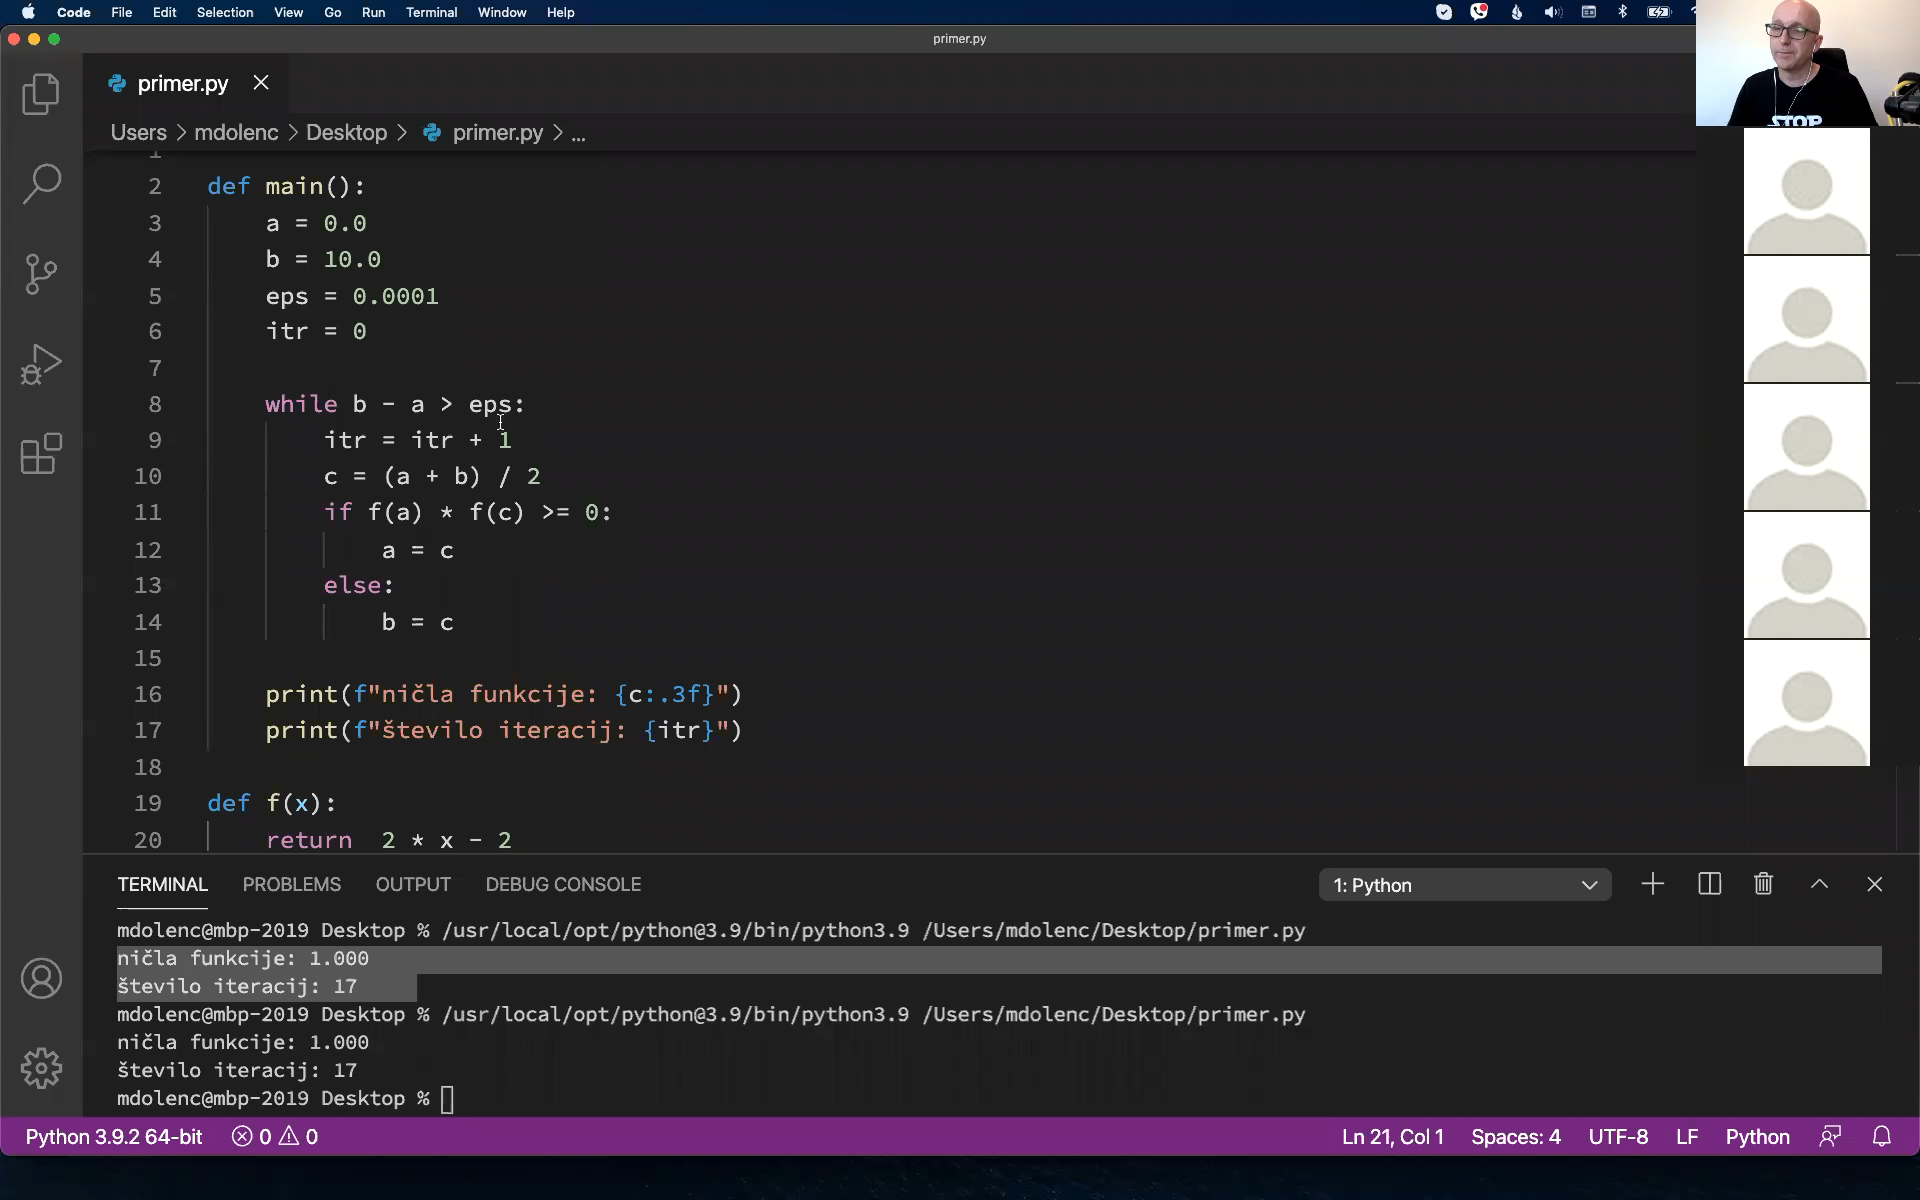 Code File Edit Selection View Go Run Terminal Window Help
primer.py
primer.py
Users > mdolenc > Desktop > primer.py > ...
STOP
1
2 def main():
3 a = 0.0
4 b = 10.0
5 eps = 0.0001
6 itr = 0
7
8 while b - a > eps:
9 itr = itr + 1
10 c = (a + b) / 2
11 if f(a) * f(c) >= 0:
12 a = c
13 else:
14 b = c
15
16 print(f"ničla funkcije: {c:.3f}")
17 print(f"število iteracij: {itr}")
18
19 def f(x):
20 return  2 * x - 2
TERMINAL PROBLEMS OUTPUT DEBUG CONSOLE 1: Python
mdolenc@mbp-2019 Desktop % /usr/local/opt/python@3.9/bin/python3.9 /Users/mdolenc/Desktop/primer.py
ničla funkcije: 1.000
število iteracij: 17
mdolenc@mbp-2019 Desktop % /usr/local/opt/python@3.9/bin/python3.9 /Users/mdolenc/Desktop/primer.py
ničla funkcije: 1.000
število iteracij: 17
mdolenc@mbp-2019 Desktop %
Python 3.9.2 64-bit 0 0 Ln 21, Col 1 Spaces: 4 UTF-8 LF Python